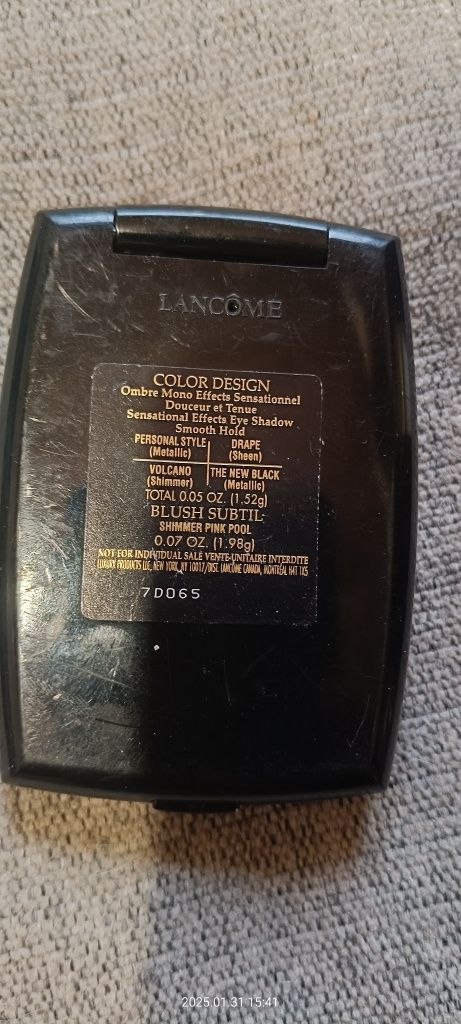 LANCÔME
COLOR DESIGN
Ombre Mono Effects Sensationnel
Douceur et Tenue
Sensational Effects Eye Shadow
Smooth Hold
PERSONAL STYLE DRAPE
(Metallic) (Sheen)
VOLCANO THE NEW BLACK
(Shimmer) (Metallic)
TOTAL 0.05 OZ. (1.52g)
BLUSH SUBTIL
SHIMMER PINK POOL
0.07 OZ. (1.98g)
NOT FOR INDIVIDUAL SALE VENTE UNITAIRE INTERDITE
LUXURY PRODUCTS LLC, NEW YORK, NY 10017/DIST. LANCÔME CANADA, MONTRÉAL H4T 1K5
7D065
2025.01.31 15:41